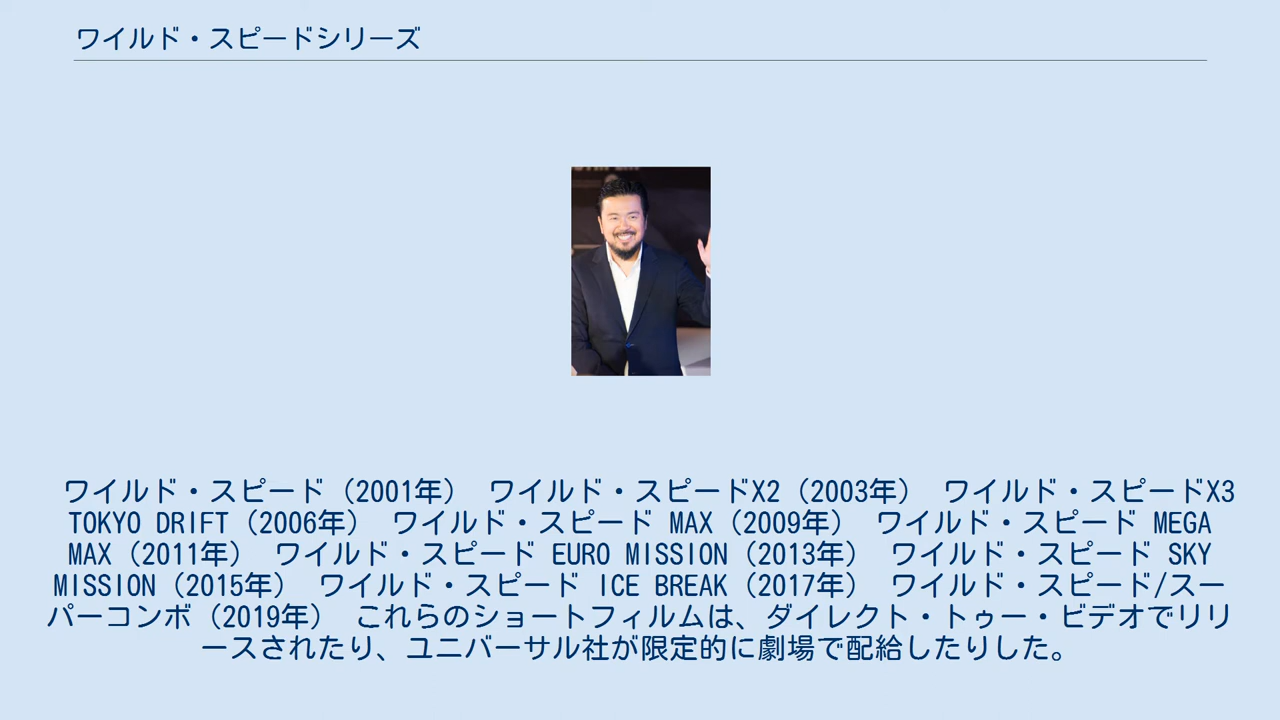 ワイルド・スピードシリーズ
ワイルド・スピード（2001年） ワイルド・スピードX2（2003年） ワイルド・スピードX3
TOKYO DRIFT（2006年） ワイルド・スピード MAX（2009年） ワイルド・スピード MEGA
MAX（2011年） ワイルド・スピード EURO MISSION（2013年） ワイルド・スピード SKY
MISSION（2015年） ワイルド・スピード ICE BREAK（2017年） ワイルド・スピード/スー
パーコンボ（2019年） これらのショートフィルムは、ダイレクト・トゥー・ビデオでリリ
ースされたり、ユニバーサル社が限定的に劇場で配給したりした。